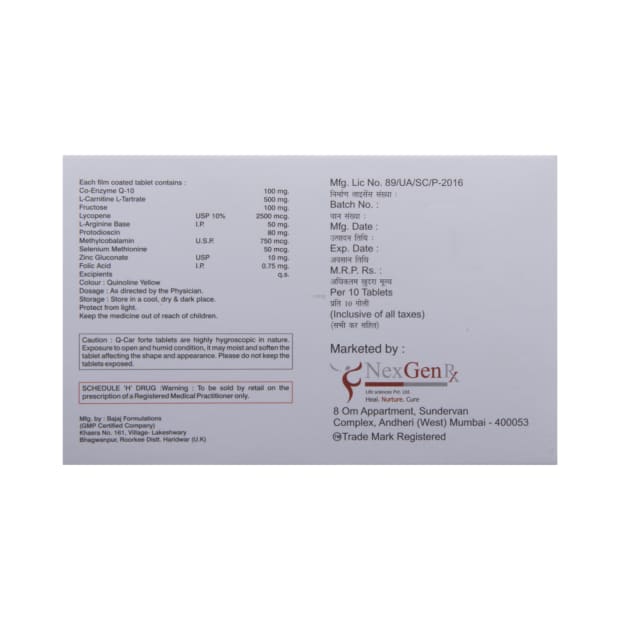 Each film coated tablet contains :
Co-Enzyme Q-10 100 mg.
L-Carnitine L-Tartrate 500 mg.
Fructose 100 mg.
Lycopene USP 10% 2500 mcg.
L-Arginine Base I.P. 50 mg.
Protodioscin 80 mg.
Methylcobalamin U.S.P. 750 mcg.
Selenium Methionine 50 mcg.
Zinc Gluconate USP 10 mg.
Folic Acid I.P. 0.75 mg.
Excipients q.s.
Colour : Quinoline Yellow
Dosage : As directed by the Physician.
Storage : Store in a cool, dry & dark place.
Protect from light.
Keep the medicine out of reach of children.
Caution : Q-Car forte tablets are highly hygroscopic in nature.
Exposure to open and humid condition, it may moist and soften the
tablet affecting the shape and appearance. Please do not keep the
tablets exposed.
SCHEDULE 'H' DRUG :Warning : To be sold by retail on the
prescription of a Registered Medical Practitioner only.
Mfg. by : Bajaj Formulations
(GMP Certified Company)
Khasra No. 161, Village- Lakeshwary
Bhagwanpur, Roorkee Distt. Haridwar (U.K)
Mfg. Lic No. 89/UA/SC/P-2016
निर्माण लाइसेंस संख्या :
Batch No. :
घान संख्या :
Mfg. Date :
उत्पादन तिथि :
Exp. Date :
अवसान तिथि
M.R.P. Rs. :
अधिकतम खुदरा मूल्य
Per 10 Tablets
प्रति 10 गोली
(Inclusive of all taxes)
(सभी कर सहित)
Marketed by :
NexGen Rx
Life sciences Pvt. Ltd.
Heal. Nurture. Cure
8 Om Appartment, Sundervan
Complex, Andheri (West) Mumbai - 400053
Trade Mark Registered